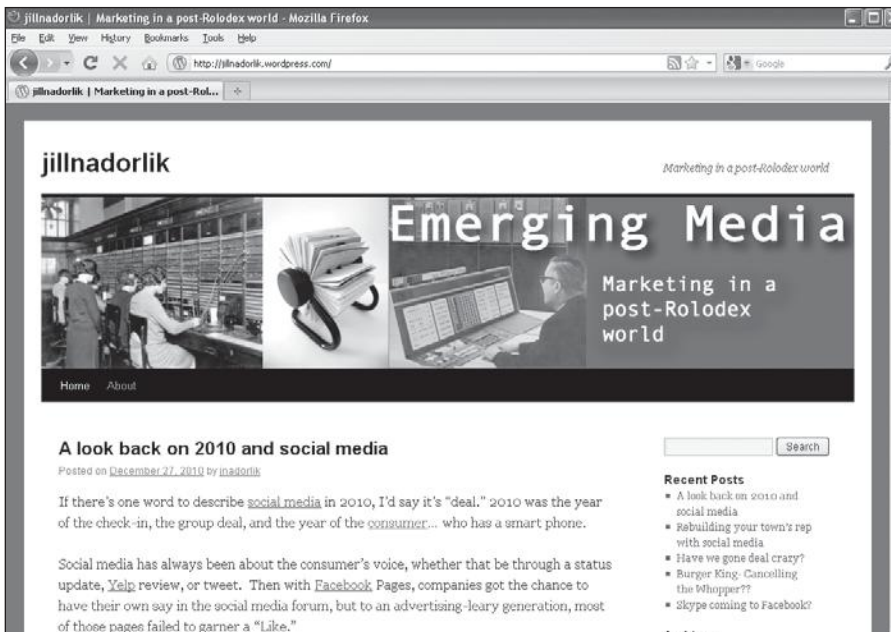 jillnadorlik | Marketing in a post-Rolodex world - Mozilla Firefox
File Edit View History Bookmarks Tools Help
http://jillnadorlik.wordpress.com/
Google
jillnadorlik | Marketing in a post-Rol...
jillnadorlik
Marketing in a post-Rolodex world
Emerging Media
Marketing in a
post-Rolodex
world
Home About
A look back on 2010 and social media
Posted on December 27, 2010 by jnadorlik
If there's one word to describe social media in 2010, I'd say it's "deal." 2010 was the year
of the check-in, the group deal, and the year of the consumer... who has a smart phone.
Social media has always been about the consumer's voice, whether that be through a status
update, Yelp review, or tweet. Then with Facebook Pages, companies got the chance to
have their own say in the social media forum, but to an advertising-leary generation, most
of those pages failed to garner a "Like."
Search
Recent Posts
A look back on 2010 and
social media
Rebuilding your town's rep
with social media
Have we gone deal crazy?
Burger King- Cancelling
the Whopper??
Skype coming to Facebook?